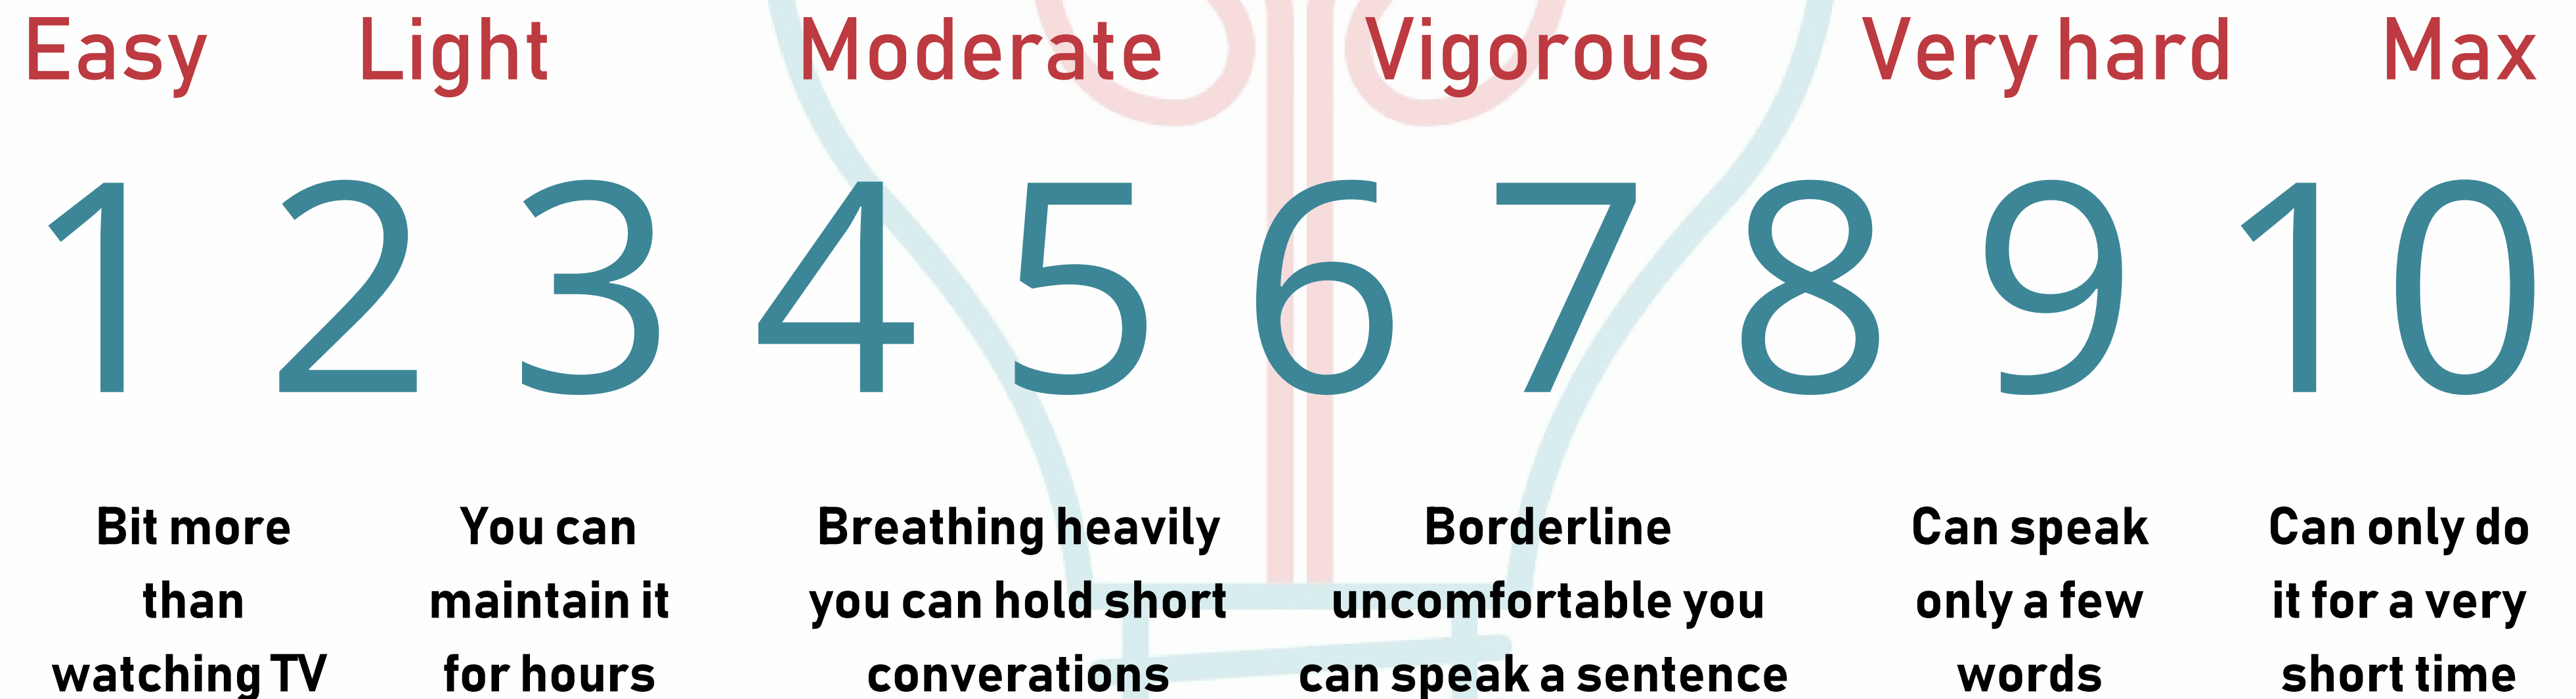 Easy Light Moderate Vigorous Very hard Max
1 2 3 4 5 6 7 8 9 10
Bit more
than
watching TV
You can
maintain it
for hours
Breathing heavily
you can hold short
converations
Borderline
uncomfortable you
can speak a sentence
Can speak
only a few
words
Can only do
it for a very
short time